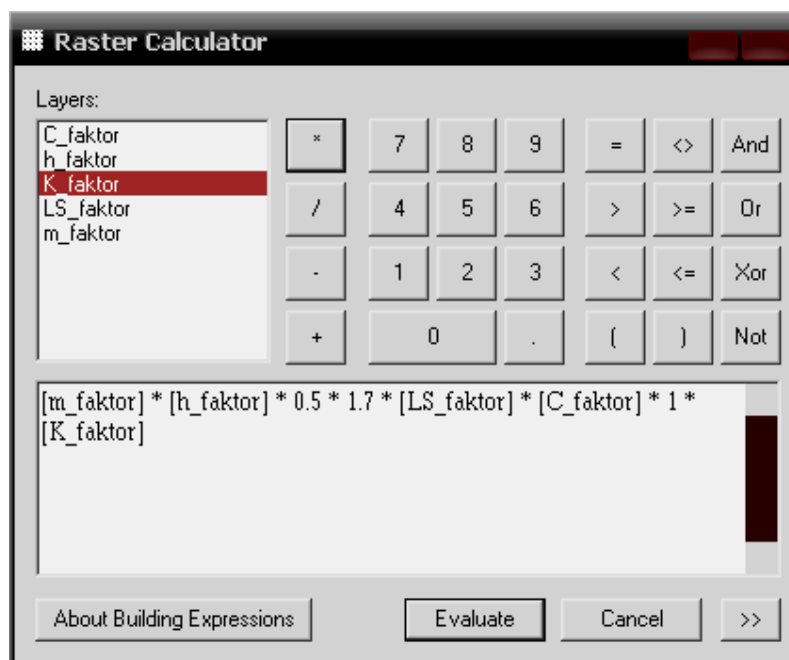 Raster Calculator
Layers:
C_faktor
h_faktor
K_faktor
LS_faktor
m_faktor
* 7 8 9 = <> And
/ 4 5 6 > >= Or
- 1 2 3 < <= Xor
+ 0 . ( ) Not
[m_faktor] * [h_faktor] * 0.5 * 1.7 * [LS_faktor] * [C_faktor] * 1 *
[K_faktor]
About Building Expressions Evaluate Cancel >>